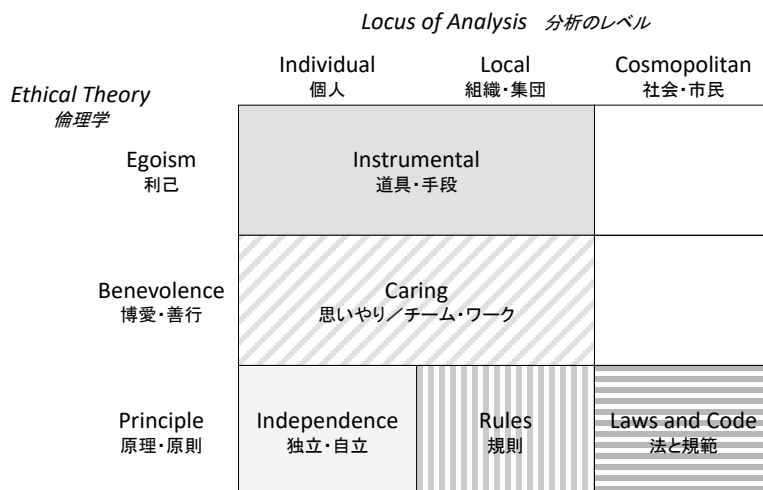 Locus of Analysis 分析のレベル
Individual
個人
Local
組織・集団
Cosmopolitan
社会・市民
Ethical Theory
倫理学
Egoism
利己
Instrumental
道具・手段
Benevolence
博愛・善行
Caring
思いやり／チーム・ワーク
Principle
原理・原則
Independence
独立・自立
Rules
規則
Laws and Code
法と規範